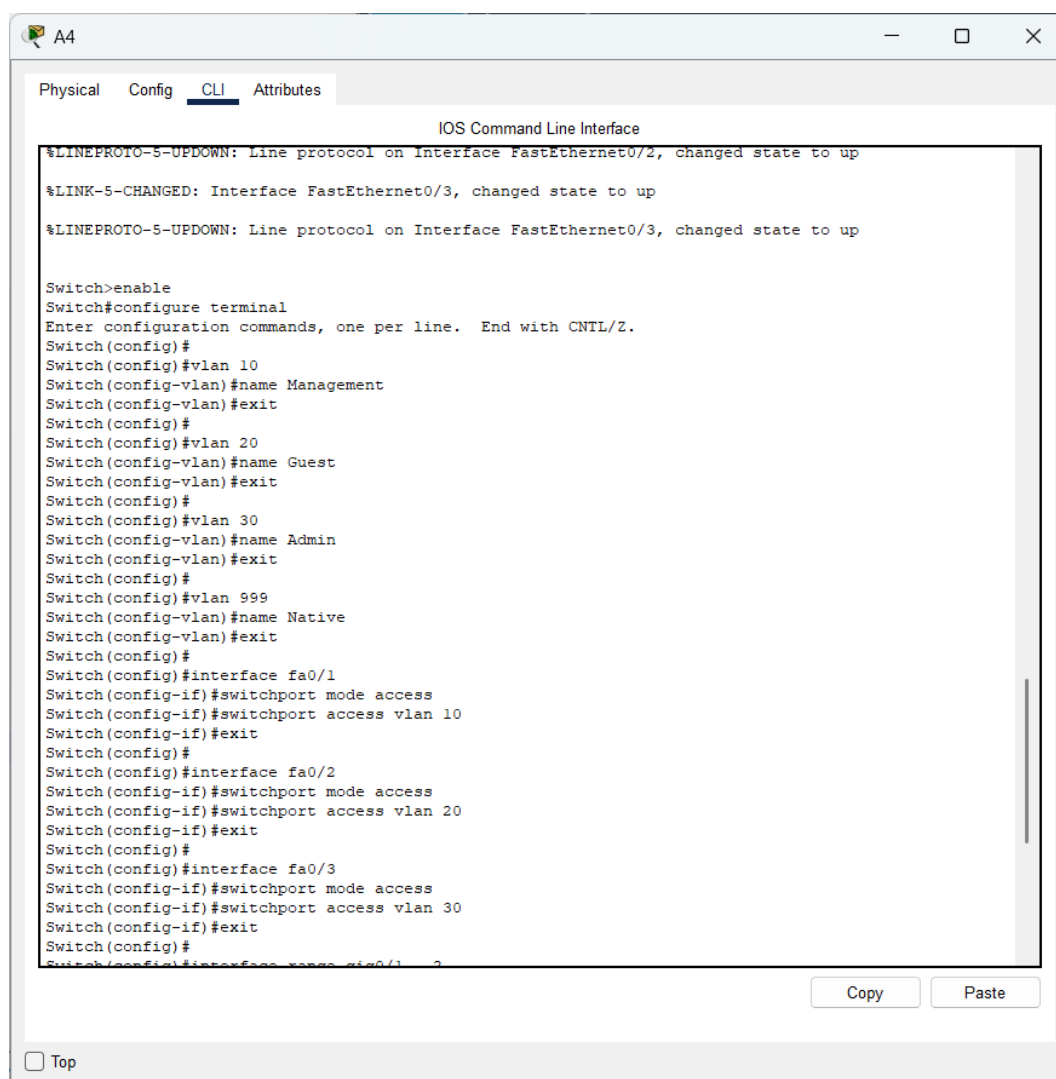 A4
Physical Config CLI Attributes
IOS Command Line Interface
%LINEPROTO-5-UPDOWN: Line protocol on Interface FastEthernet0/2, changed state to up
%LINK-5-CHANGED: Interface FastEthernet0/3, changed state to up
%LINEPROTO-5-UPDOWN: Line protocol on Interface FastEthernet0/3, changed state to up
Switch>enable
Switch#configure terminal
Enter configuration commands, one per line.  End with CNTL/Z.
Switch(config)#
Switch(config)#vlan 10
Switch(config-vlan)#name Management
Switch(config-vlan)#exit
Switch(config)#
Switch(config)#vlan 20
Switch(config-vlan)#name Guest
Switch(config-vlan)#exit
Switch(config)#
Switch(config)#vlan 30
Switch(config-vlan)#name Admin
Switch(config-vlan)#exit
Switch(config)#
Switch(config)#vlan 999
Switch(config-vlan)#name Native
Switch(config-vlan)#exit
Switch(config)#
Switch(config)#interface fa0/1
Switch(config-if)#switchport mode access
Switch(config-if)#switchport access vlan 10
Switch(config-if)#exit
Switch(config)#
Switch(config)#interface fa0/2
Switch(config-if)#switchport mode access
Switch(config-if)#switchport access vlan 20
Switch(config-if)#exit
Switch(config)#
Switch(config)#interface fa0/3
Switch(config-if)#switchport mode access
Switch(config-if)#switchport access vlan 30
Switch(config-if)#exit
Switch(config)#
Switch(config)#interface range gig0/1 - 2
Copy Paste
Top